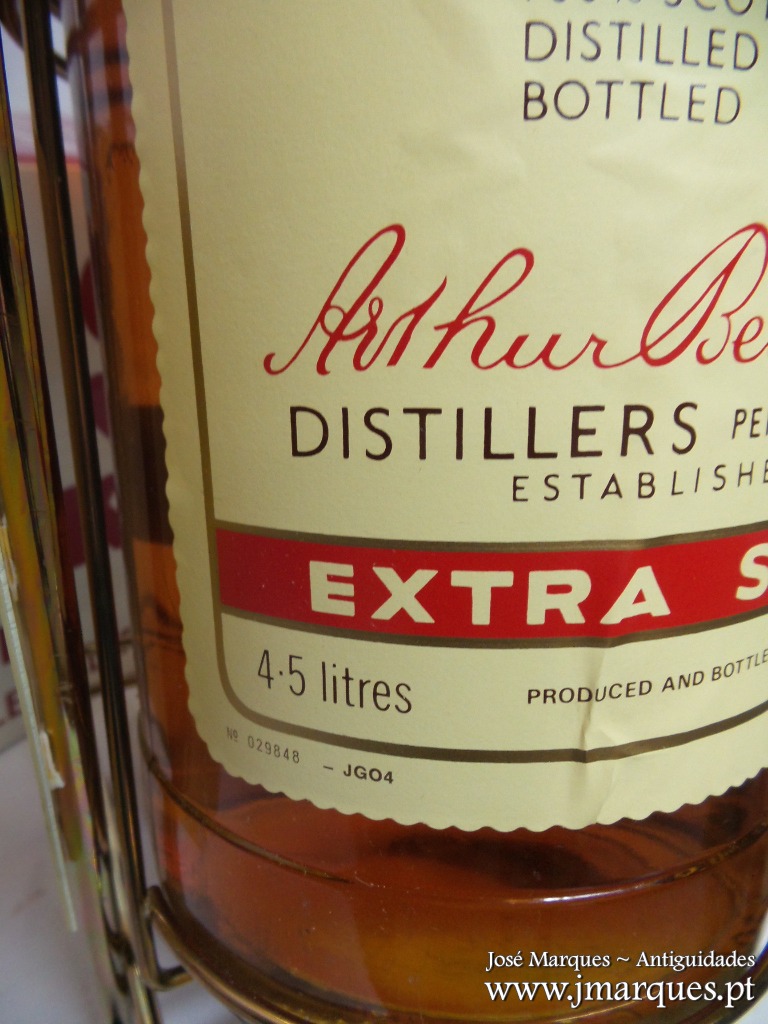 DISTILLED
BOTTLED
Arthur Be
DISTILLERS PE
ESTABLISHE
EXTRA S
4·5 litres
PRODUCED AND BOTTLE
Nº 029848 - JG04
José Marques ~ Antiguidades
www.jmarques.pt